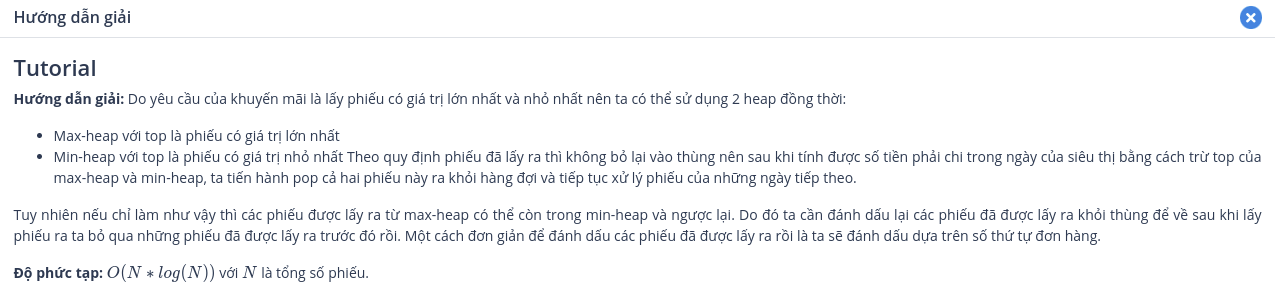 Hướng dẫn giải
Tutorial
Hướng dẫn giải: Do yêu cầu của khuyến mãi là lấy phiếu có giá trị lớn nhất và nhỏ nhất nên ta có thể sử dụng 2 heap đồng thời:
• Max-heap với top là phiếu có giá trị lớn nhất
• Min-heap với top là phiếu có giá trị nhỏ nhất Theo quy định phiếu đã lấy ra thì không bỏ lại vào thùng nên sau khi tính được số tiền phải chi trong ngày của siêu thị bằng cách trừ top của
max-heap và min-heap, ta tiến hành pop cả hai phiếu này ra khỏi hàng đợi và tiếp tục xử lý phiếu của những ngày tiếp theo.
Tuy nhiên nếu chỉ làm như vậy thì các phiếu được lấy ra từ max-heap có thể còn trong min-heap và ngược lại. Do đó ta cần đánh dấu lại các phiếu đã được lấy ra khỏi thùng để về sau khi lấy
phiếu ra ta bỏ qua những phiếu đã được lấy ra trước đó rồi. Một cách đơn giản để đánh dấu các phiếu đã được lấy ra rồi là ta sẽ đánh dấu dựa trên số thứ tự đơn hàng.
Độ phức tạp: O(N * log(N)) với N là tổng số phiếu.